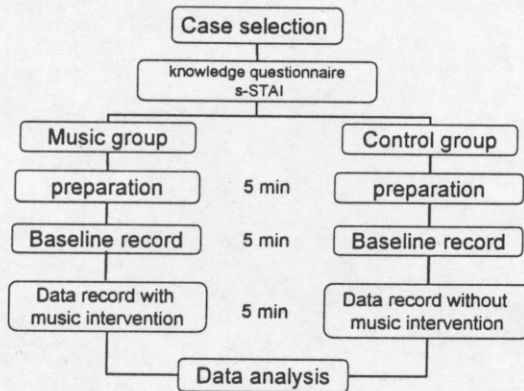 Case selection
knowledge questionnaire
s-STAI
Music group
Control group
preparation
5 min
preparation
Baseline record
5 min
Baseline record
Data record with
music intervention
5 min
Data record without
music intervention
Data analysis